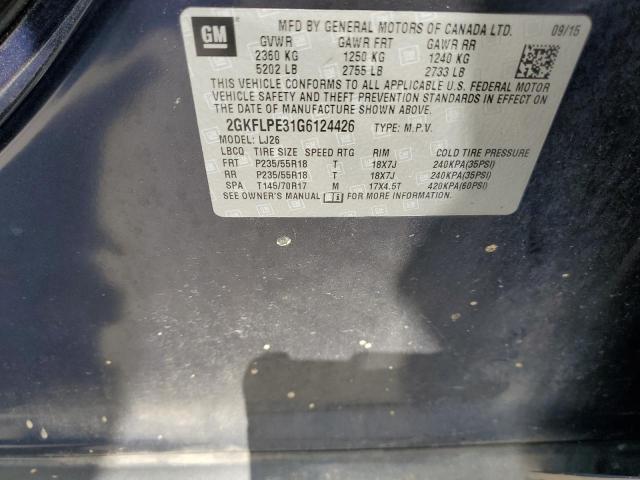 GM
MFD BY GENERAL MOTORS OF CANADA LTD. 09/15
GVWR GAWR FRT GAWR RR
2360 KG 1250 KG 1240 KG
5202 LB 2755 LB 2733 LB
THIS VEHICLE CONFORMS TO ALL APPLICABLE U.S. FEDERAL MOTOR
VEHICLE SAFETY AND THEFT PREVENTION STANDARDS IN EFFECT ON
THE DATE OF MANUFACTURE SHOWN ABOVE.
2GKFLPE31G6124426 TYPE: M.P.V.
MODEL: LJ26
LBCQ TIRE SIZE SPEED RTG RIM COLD TIRE PRESSURE
FRT P235/55R18 T 18X7J 240KPA(35PSI)
RR P235/55R18 T 18X7J 240KPA(35PSI)
SPA T145/70R17 M 17X4.5T 420KPA(60PSI)
SEE OWNER'S MANUAL i FOR MORE INFORMATION.